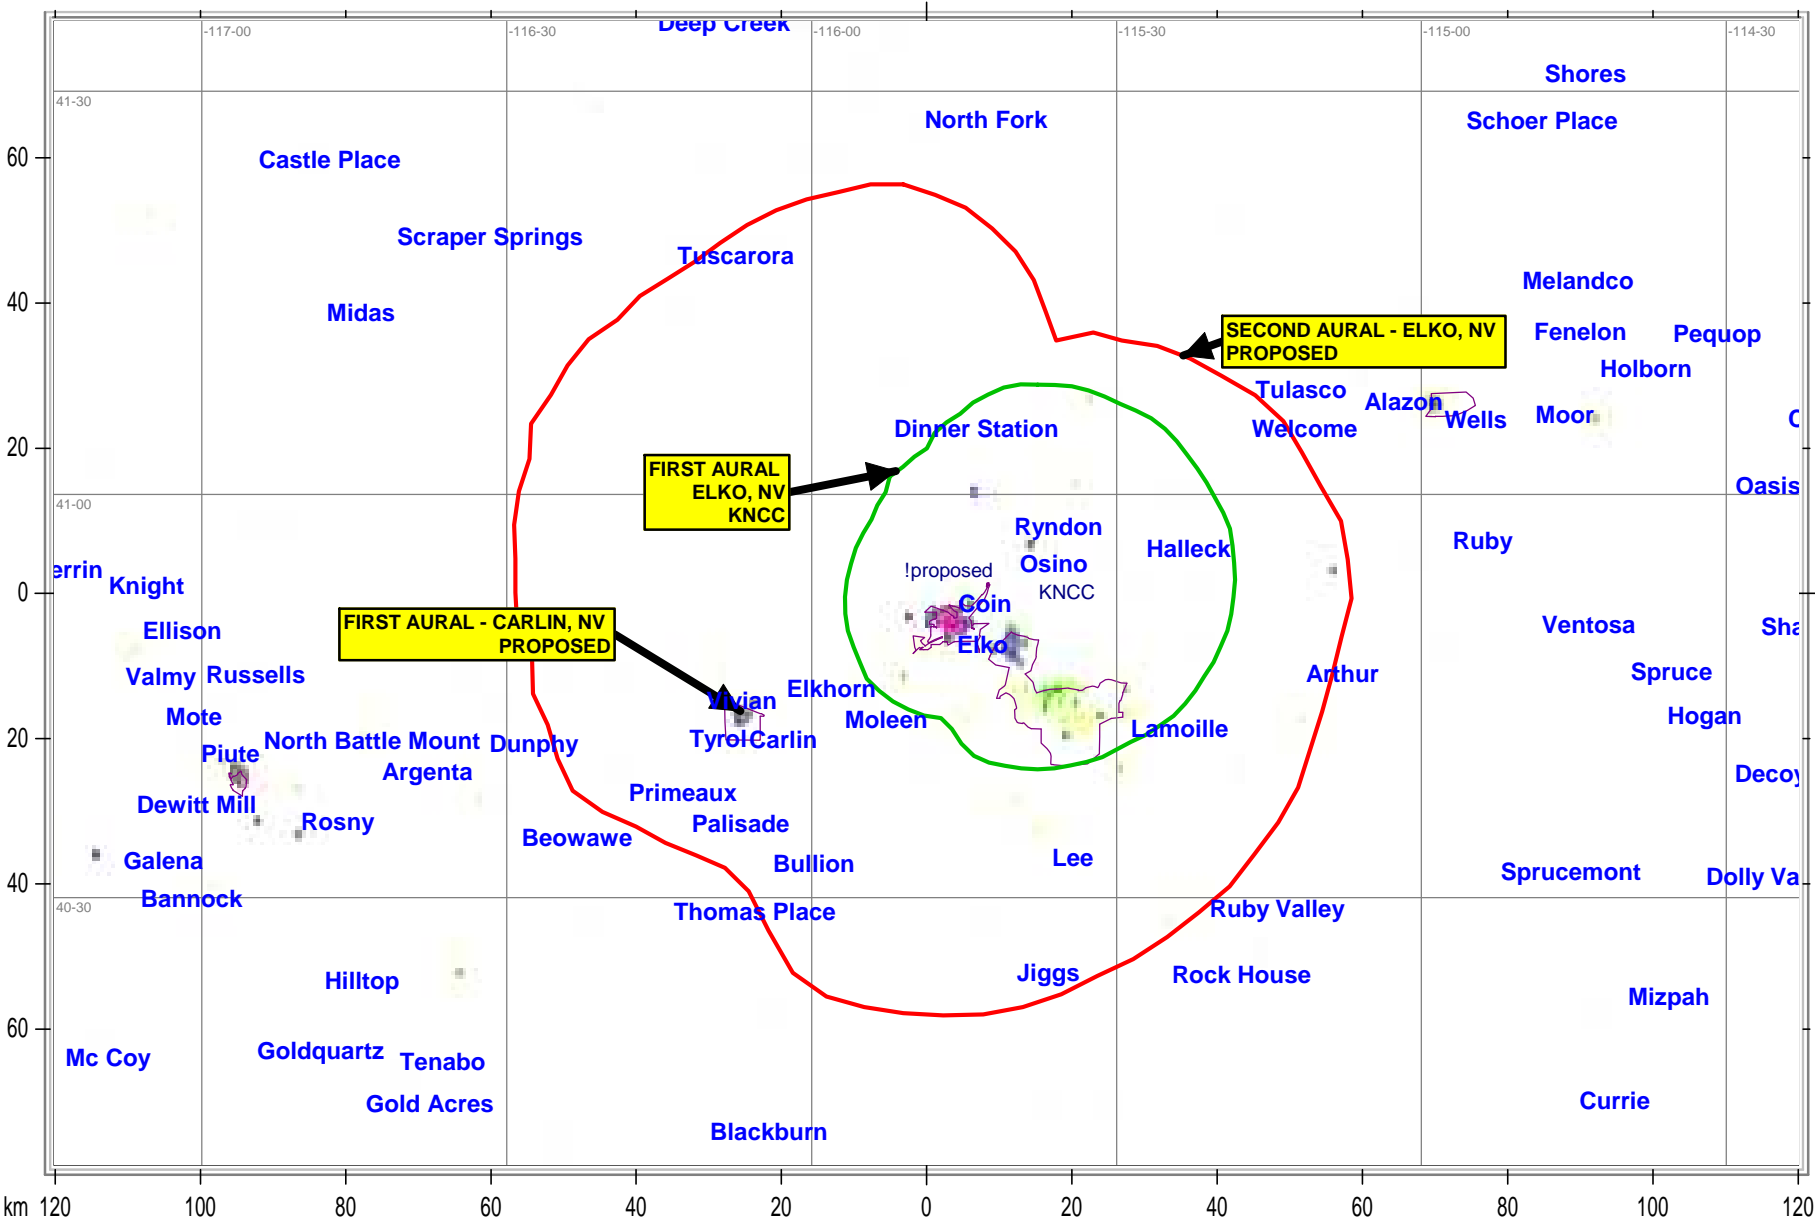 Deep Creek
-117-00
-116-30
-116-00
-115-30
-115-00
-114-30
Shores
41-30
North Fork
Schoer Place
60
Castle Place
Scraper Springs
Tuscarora
Melandco
40
Midas
SECOND AURAL - ELKO, NV
PROPOSED
Fenelon
Pequop
Holborn
Tulasco
Alazon
Moor
Wells
C
20
Dinner Station
Welcome
FIRST AURAL
ELKO, NV
KNCC
Oasis
41-00
Ryndon
Halleck
Ruby
Osino
!proposed
KNCC
errin
Knight
0
Coin
FIRST AURAL - CARLIN, NV
PROPOSED
Ellison
Elko
Ventosa
Sha
Valmy
Russells
Arthur
Spruce
Elkhorn
Vivian
Mote
Moleen
Lamoille
Hogan
20
North Battle Mount
Dunphy
Tyrol
Carlin
Piute
Argenta
Decoy
Primeaux
Dewitt Mill
Rosny
Palisade
Beowawe
Galena
Bullion
Lee
Sprucemont
Dolly Va
40
Bannock
40-30
Thomas Place
Ruby Valley
Hilltop
Jiggs
Rock House
Mizpah
60
Mc Coy
Goldquartz
Tenabo
Gold Acres
Currie
Blackburn
km 120 100 80 60 40 20 0 20 40 60 80 100 120